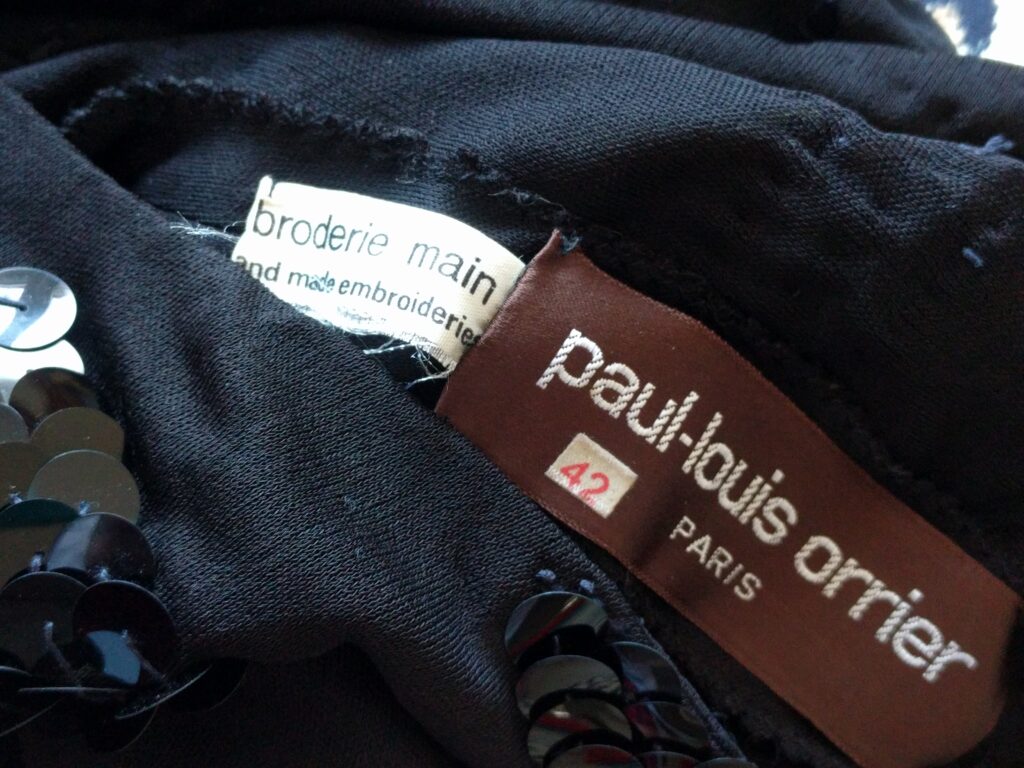 broderie main
and made embroideries
paul-louis orrier
42
PARIS